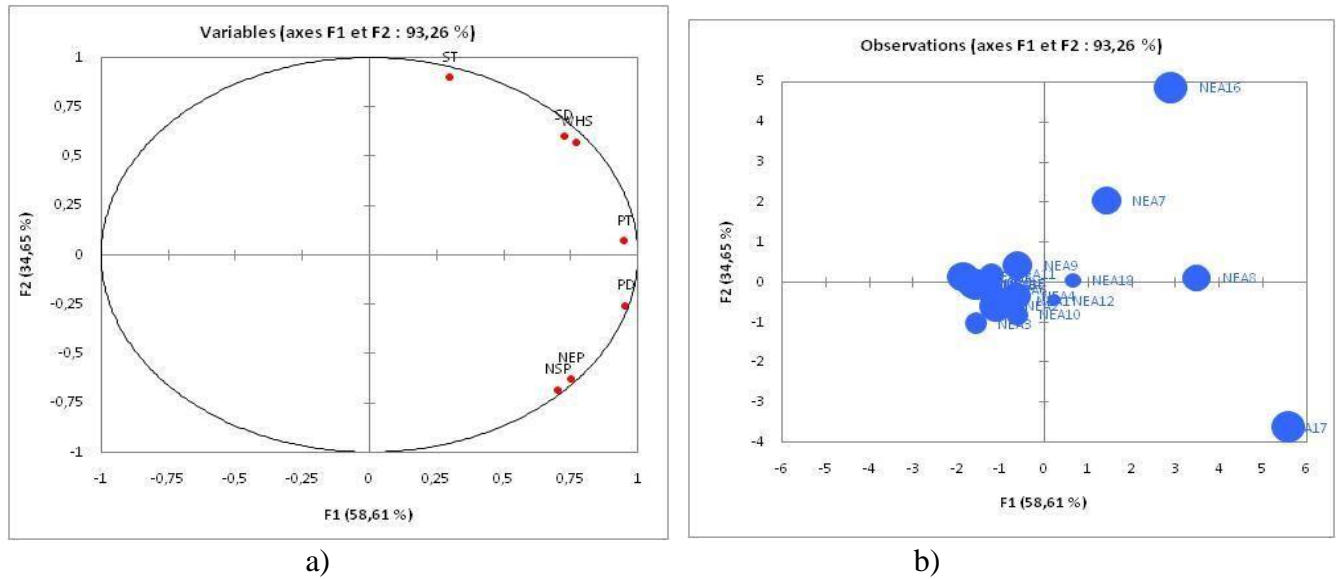 Variables (axes F1 et F2 : 93,26 %)
1
0,75
0,5
0,25
0
-0,25
-0,5
-0,75
-1
F2 (34,65 %)
ST
SD
WHS
PT
PD
NEP
NSP
-1 -0,75 -0,5 -0,25 0 0,25 0,5 0,75 1
F1 (58,61 %)
a)
Observations (axes F1 et F2 : 93,26 %)
5
4
3
2
1
0
-1
-2
-3
-4
F2 (34,65 %)
NEA16
NEA7
NEA9
NEA18
NEA8
NEA12
NEA10
NEA3
A17
-6 -5 -4 -3 -2 -1 0 1 2 3 4 5 6
F1 (58,61 %)
b)